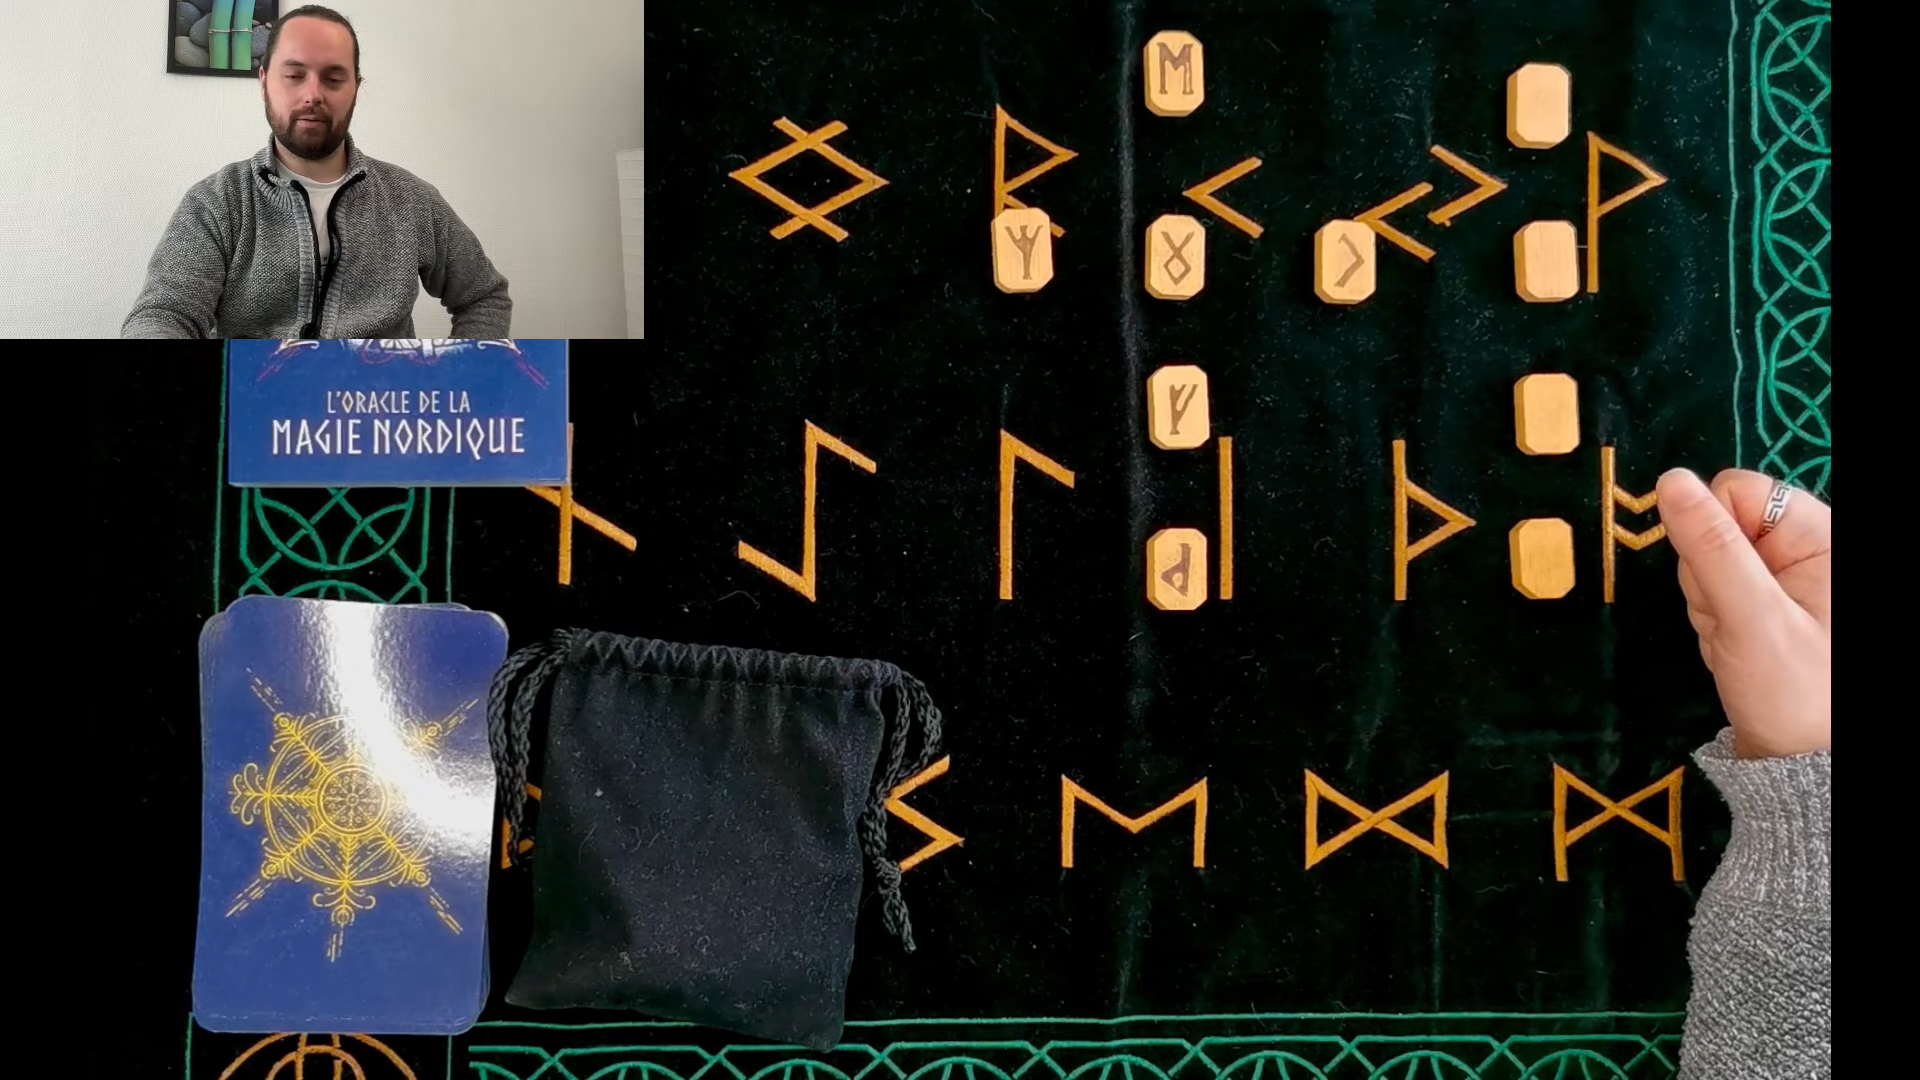 L'ORACLE DE LA
MAGIE NORDIQUE
ᛖ
ᛜ ᚱ ᚲ ᛃ ᚹ
ᛉ ᛟ ᚲ
ᚠ
ᚾ ᛇ ᛚ ᛁ ᚦ ᛈ
ᚹ
ᛊ ᛖ ᛞ ᛗ